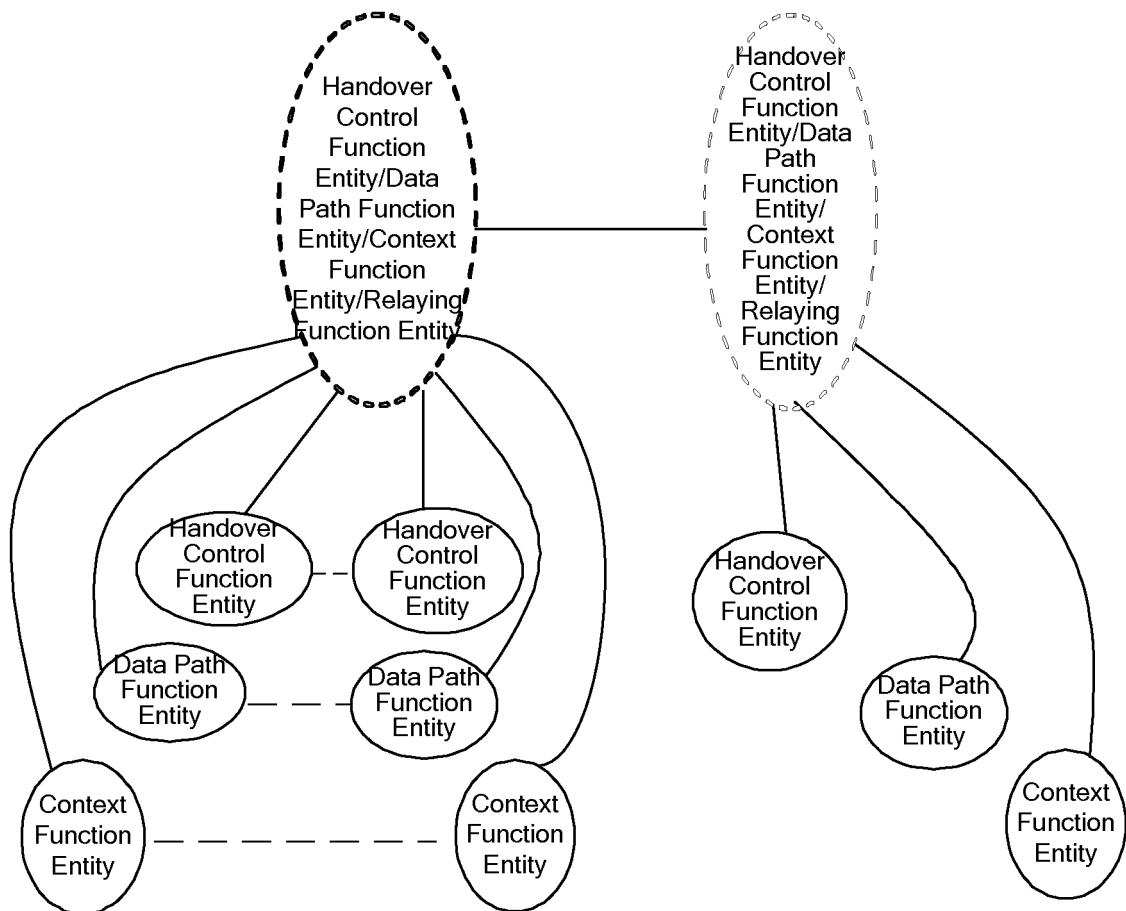 Handover
Control
Function
Entity/Data
Path Function
Entity/Context
Function
Entity/Relaying
Function Entity
Handover
Control
Function
Entity/Data
Path
Function
Entity/
Context
Function
Entity/
Relaying
Function
Entity
Handover
Control
Function
Entity
Handover
Control
Function
Entity
Handover
Control
Function
Entity
Data Path
Function
Entity
Data Path
Function
Entity
Data Path
Function
Entity
Context
Function
Entity
Context
Function
Entity
Context
Function
Entity